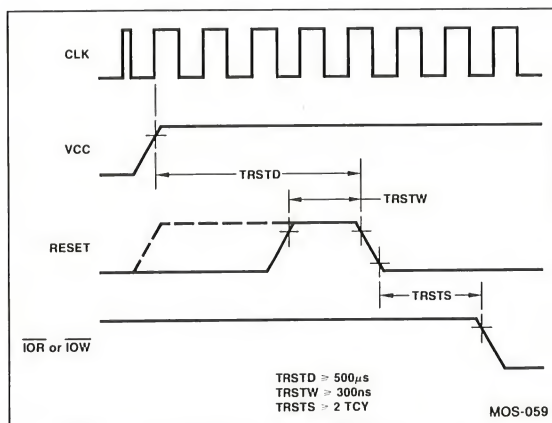 CLK
VCC
TRSTD
TRSTW
RESET
TRSTS
IOR or IOW
TRSTD ≥ 500µs
TRSTW ≥ 300ns
TRSTS ≥ 2 TCY
MOS-059